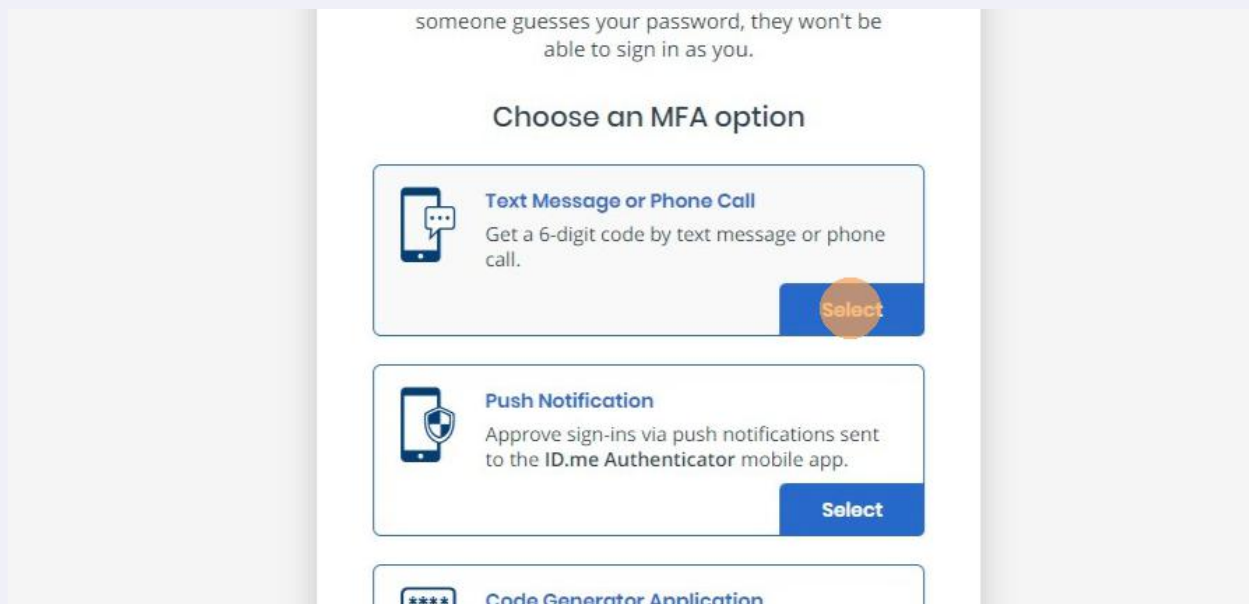 someone guesses your password, they won't be
able to sign in as you.
Choose an MFA option
Text Message or Phone Call
Get a 6-digit code by text message or phone
call.
Select
Push Notification
Approve sign-ins via push notifications sent
to the ID.me Authenticator mobile app.
Select
****
Code Generator Application